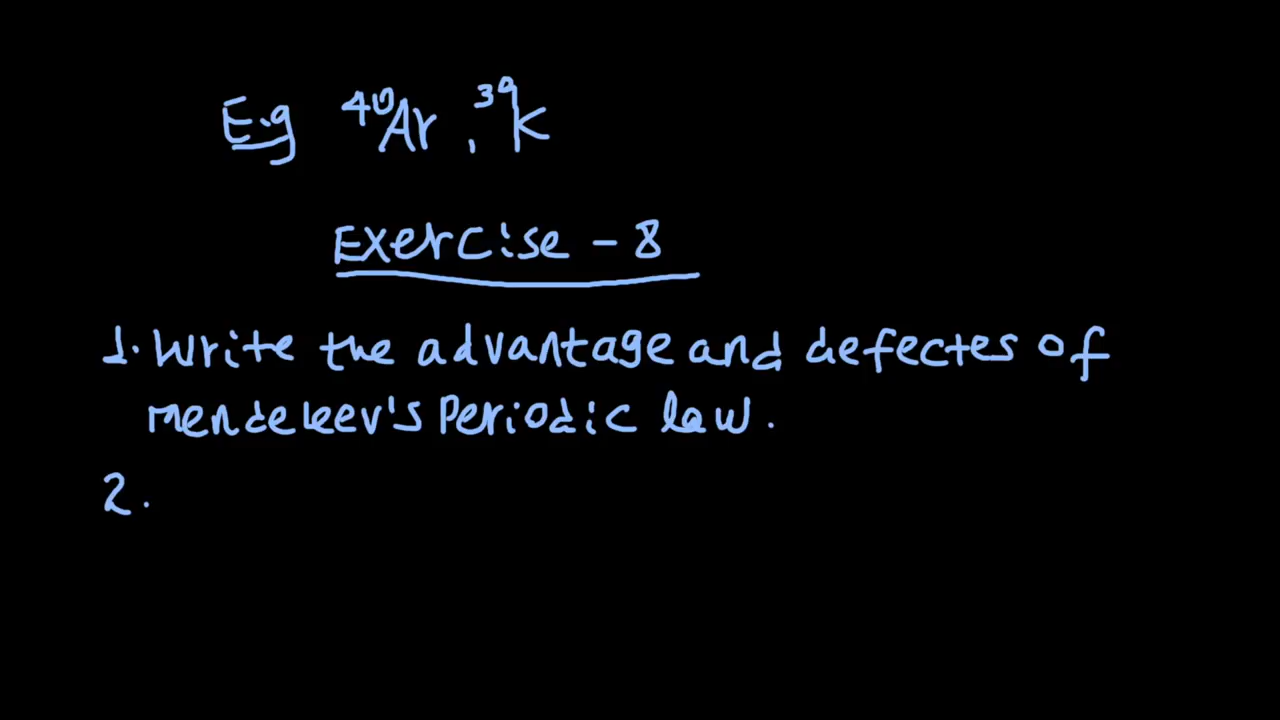 E.g ⁴⁰Ar, ³⁹K
Exercise - 8
1. Write the advantage and defectes of
mendeleev's Periodic law.
2.